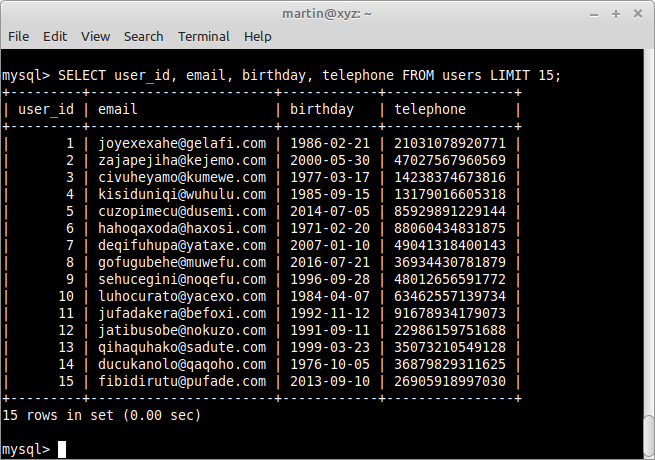 martin@xyz: ~
File Edit View Search Terminal Help
mysql> SELECT user_id, email, birthday, telephone FROM users LIMIT 15;
+---------+----------------------+------------+----------------+
| user_id | email                | birthday   | telephone      |
+---------+----------------------+------------+----------------+
|       1 | joyexexahe@gelafi.com | 1986-02-21 | 21031078920771 |
|       2 | zajapejiha@kejemo.com | 2000-05-30 | 47027567960569 |
|       3 | civuheyamo@kumewe.com | 1977-03-17 | 14238374673816 |
|       4 | kisiduniqi@wuhulu.com | 1985-09-15 | 13179016605318 |
|       5 | cuzopimecu@dusemi.com | 2014-07-05 | 85929891229144 |
|       6 | hahoqaxoda@haxosi.com | 1971-02-20 | 88060434831875 |
|       7 | deqifuhupa@yataxe.com | 2007-01-10 | 49041318400143 |
|       8 | gofugubehe@muwefu.com | 2016-07-21 | 36934430781879 |
|       9 | sehucegini@noqefu.com | 1996-09-28 | 48012656591772 |
|      10 | luhocurato@yacexo.com | 1984-04-07 | 63462557139734 |
|      11 | jufadakera@befoxi.com | 1992-11-12 | 91678934179073 |
|      12 | jatibusobe@nokuzo.com | 1991-09-11 | 22986159751688 |
|      13 | qihaquhako@sadute.com | 1999-03-23 | 35073210549128 |
|      14 | ducukanolo@qaqoho.com | 1976-10-05 | 36879829311625 |
|      15 | fibidirutu@pufade.com | 2013-09-10 | 26905918997030 |
+---------+----------------------+------------+----------------+
15 rows in set (0.00 sec)
mysql>